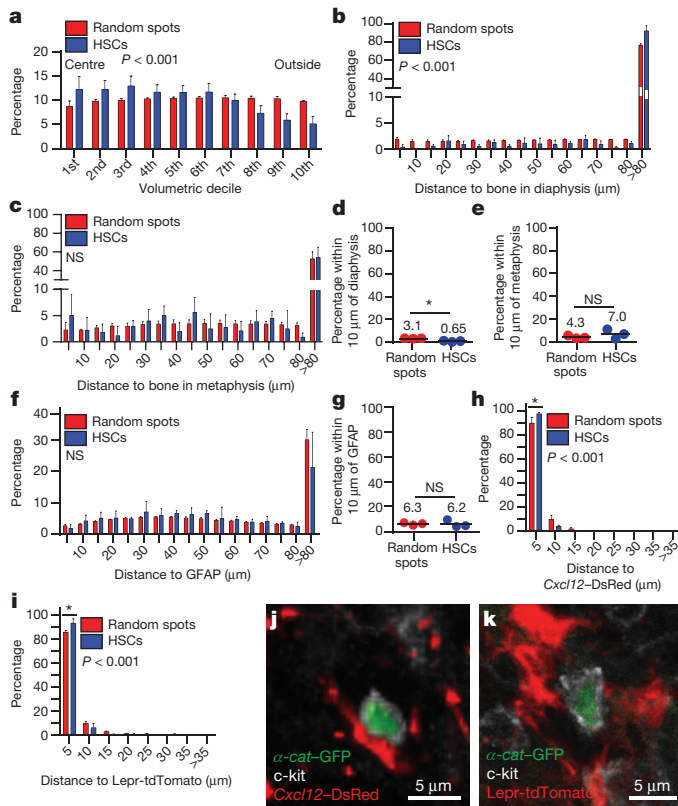 a
Random spots
HSCs
Centre
P < 0.001
Outside
Percentage
20
15
10
5
0
1st
2nd
3rd
4th
5th
6th
7th
8th
9th
10th
Volumetric decile
b
Random spots
HSCs
P < 0.001
Percentage
100
80
60
40
20
5
0
10
20
30
40
50
60
70
80
>80
Distance to bone in diaphysis (μm)
c
Random spots
HSCs
NS
Percentage
100
80
60
40
10
5
0
10
20
30
40
50
60
70
80
>80
Distance to bone in metaphysis (μm)
d
Percentage within
10 μm of diaphysis
100
80
60
40
20
0
*
3.1
0.65
Random
spots
HSCs
e
Percentage within
10 μm of metaphysis
100
80
60
40
20
0
NS
4.3
7.0
Random
spots
HSCs
f
Random spots
HSCs
NS
Percentage
40
30
20
10
0
10
20
30
40
50
60
70
80
>80
Distance to GFAP (μm)
g
Percentage within
10 μm of GFAP
100
80
60
40
20
0
NS
6.3
6.2
Random
spots
HSCs
h
*
Random spots
HSCs
P < 0.001
Percentage
100
90
80
70
60
50
40
30
20
10
0
5
10
15
20
25
30
>35
Distance to
Cxcl12–DsRed (μm)
i
*
Random spots
HSCs
P < 0.001
Percentage
100
90
80
70
60
50
40
30
20
10
0
5
10
15
20
25
30
35
>35
Distance to Lepr-tdTomato (μm)
j
α-cat–GFP
c-kit
Cxcl12–DsRed
5 μm
k
α-cat–GFP
c-kit
Lepr-tdTomato
5 μm